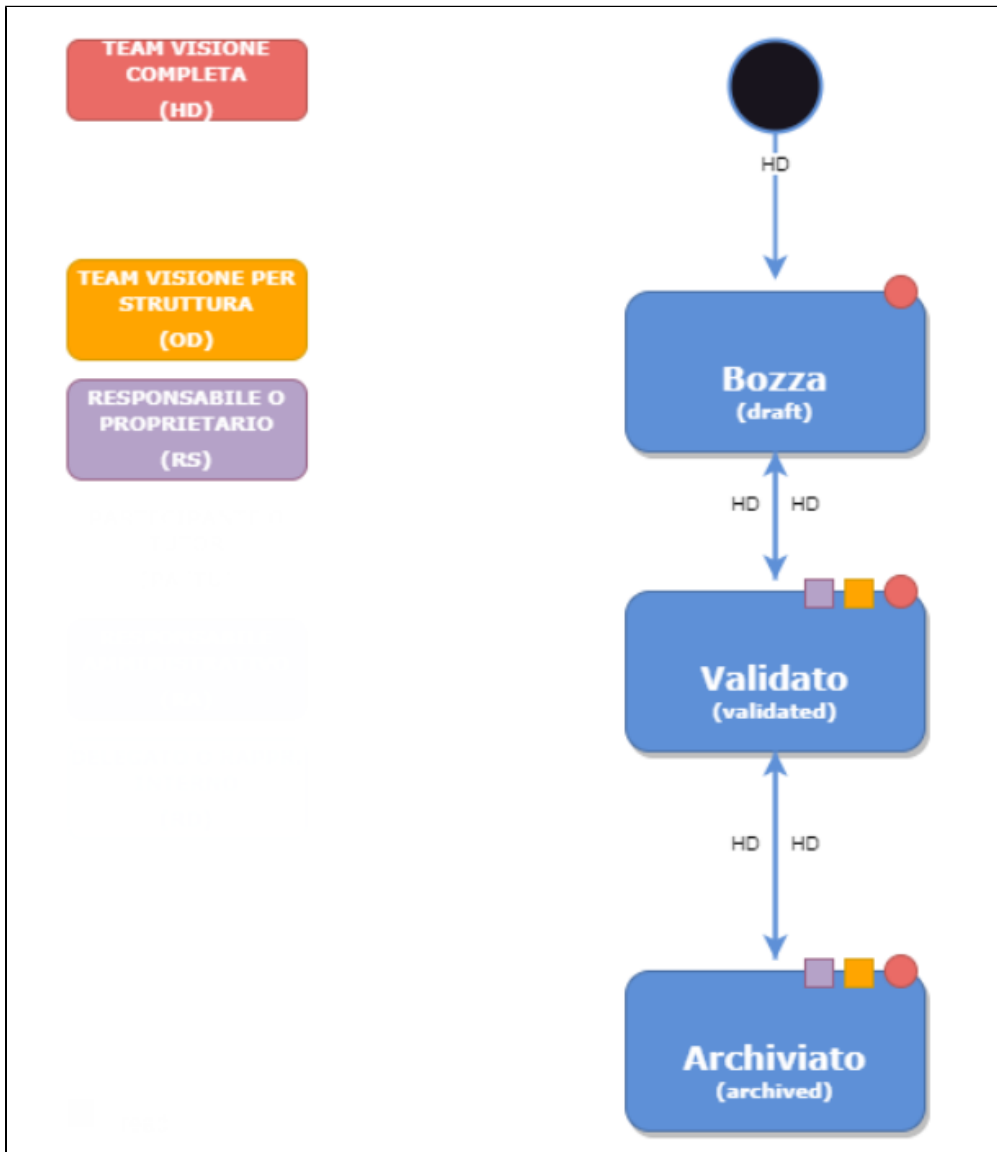 TEAM VISIONE
COMPLETA
(HD)
HD
TEAM VISIONE PER
STRUTTURA
(OD)
RESPONSABILE O
PROPRIETARIO
(RS)
Bozza
(draft)
HD HD
Validato
(validated)
HD HD
Archiviato
(archived)